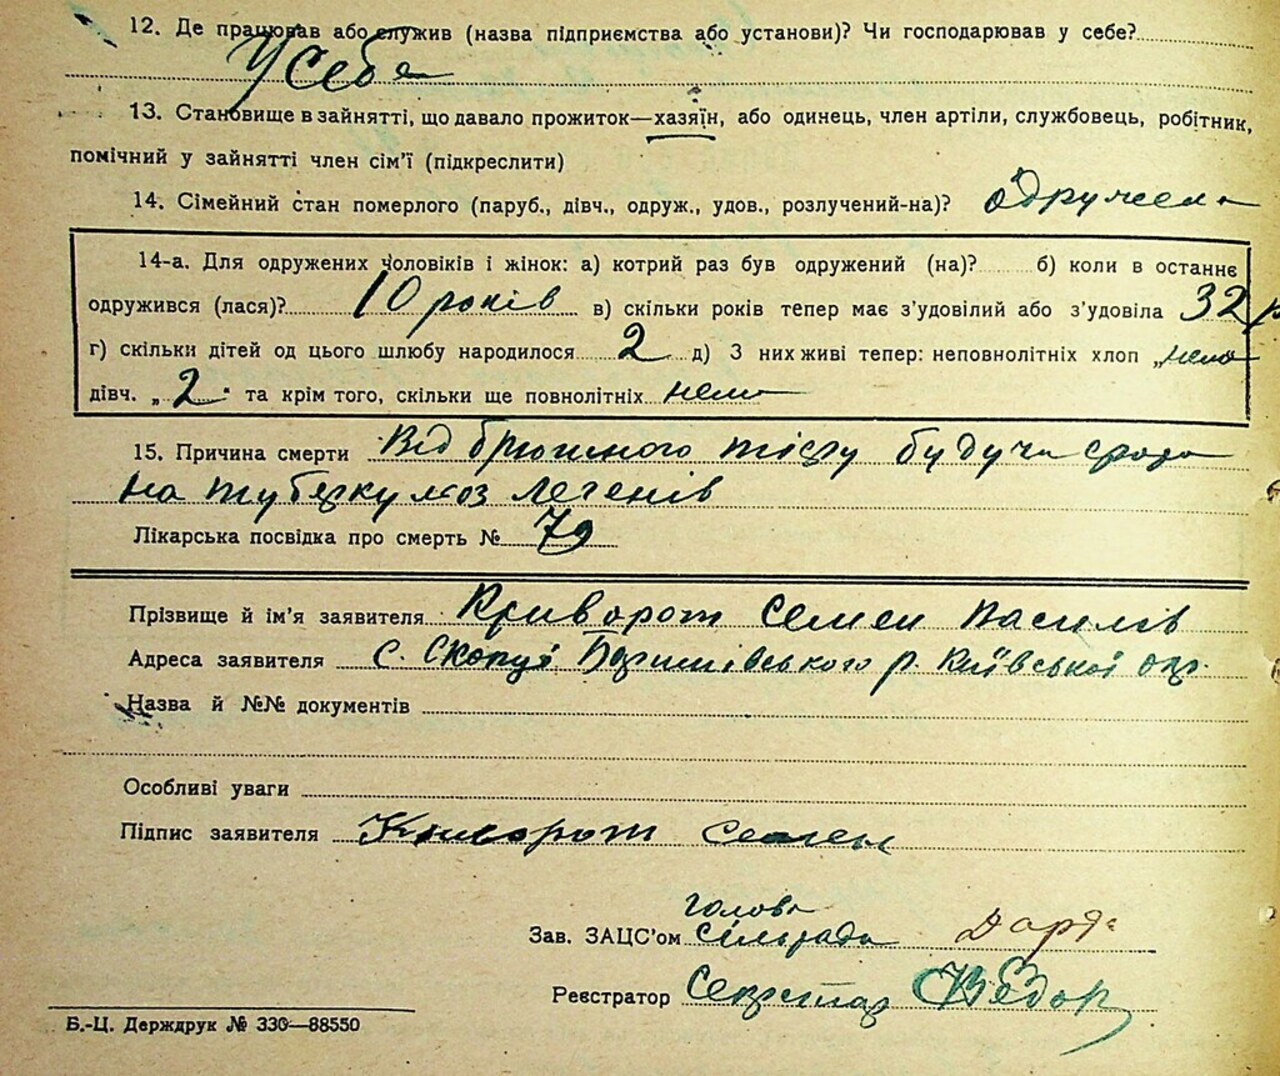 12. Де працював або служив (назва підприємства або установи)? Чи господарював у себе?
У себе
13. Становище в зайнятті, що давало прожиток—хазяїн, або одинець, член артіли, службовець, робітник,
помічний у зайнятті член сім'ї (підкреслити)
14. Сімейний стан померлого (паруб., дівч., одруж., удов., розлучений-на)? одружена
14-а. Для одружених чоловіків і жінок: а) котрий раз був одружений (на)? б) коли в останнє
одружився (лася)? 10 років в) скільки років тепер має з'удовілий або з'удовіла 32 р
г) скільки дітей од цього шлюбу народилося 2 д) З них живі тепер: неповнолітніх хлоп „ нема
дівч. „ 2 " та крім того, скільки ще повнолітніх нема
15. Причина смерти Від брюшного тіфу будучи
на туберкульоз легенів
Лікарська посвідка про смерть № 79
Прізвище й ім'я заявителя Криворот Семен Василів
Адреса заявителя с. Скопці Баришівського р. Київської окр.
Назва й №№ документів
Особливі уваги
Підпис заявителя Криворот Семен
голова
Зав. ЗАЦС'ом сільради
Реєстратор Секретар
Б.-Ц. Держдрук № 330—88550